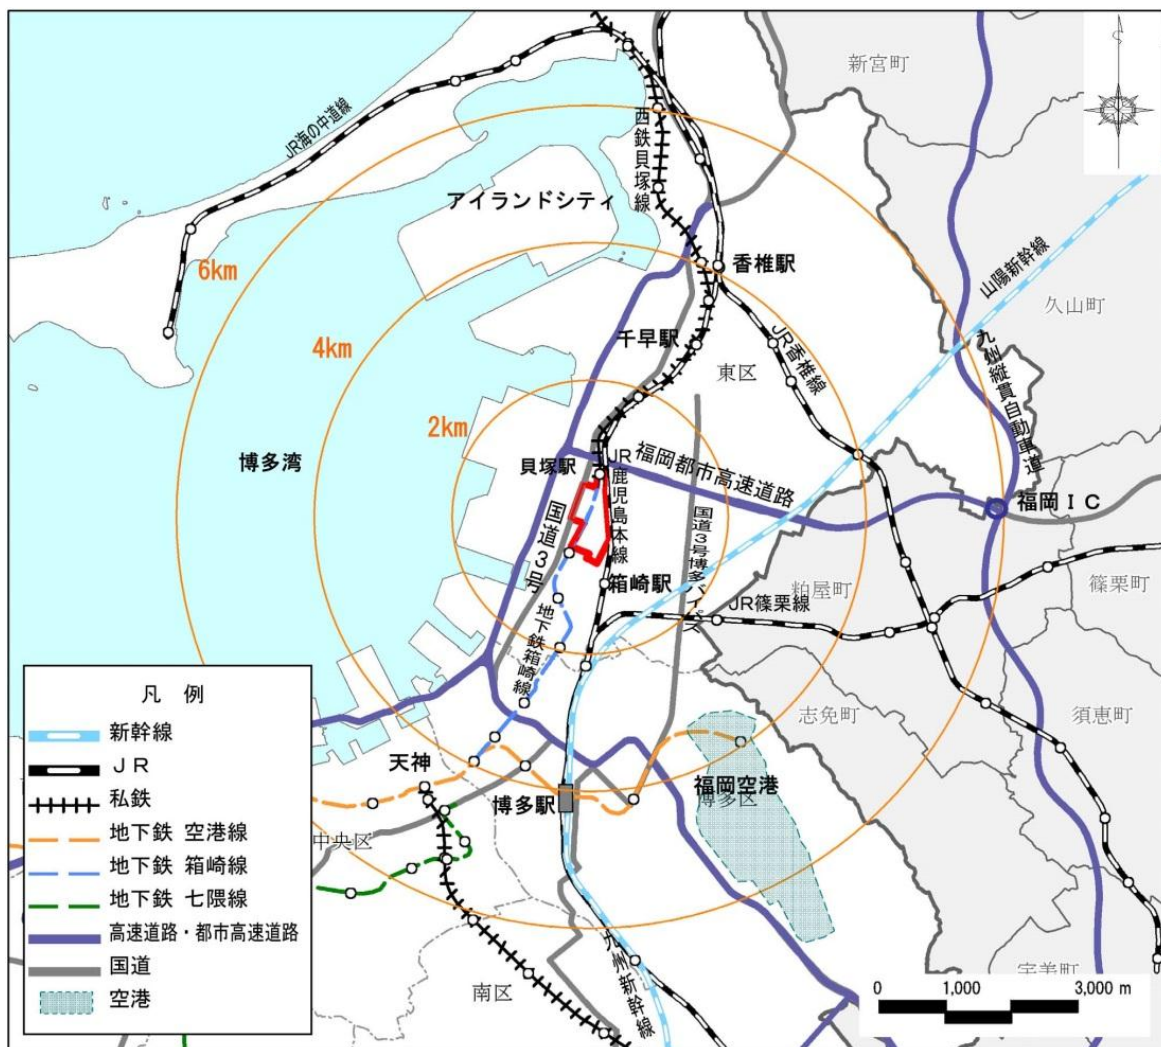 新宮町
JR海の中道線
西鉄貝塚線
アイランドシティ
6km
香椎駅
山陽新幹線
久山町
4km
千早駅
JR香椎線
東区
九州縦貫自動車道
2km
博多湾
貝塚駅
JR鹿児島本線
福岡都市高速道路
福岡IC
国道3号
国道3号博多バイパス
箱崎駅
粕屋町
篠栗町
JR篠栗線
地下鉄箱崎線
志免町
須恵町
天神
博多駅
福岡空港
博多区
中央区
南区
九州新幹線
宇美町
凡 例
新幹線
JR
私鉄
地下鉄 空港線
地下鉄 箱崎線
地下鉄 七隈線
高速道路・都市高速道路
国道
空港
0 1,000 3,000 m